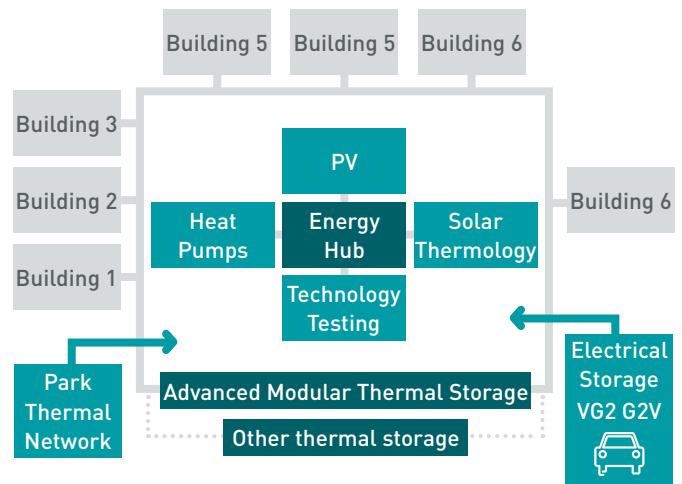 Building 5
Building 5
Building 6
Building 3
Building 2
Building 1
Building 6
PV
Heat
Pumps
Energy
Hub
Solar
Thermology
Technology
Testing
Park
Thermal
Network
Electrical
Storage
VG2 G2V
Advanced Modular Thermal Storage
Other thermal storage